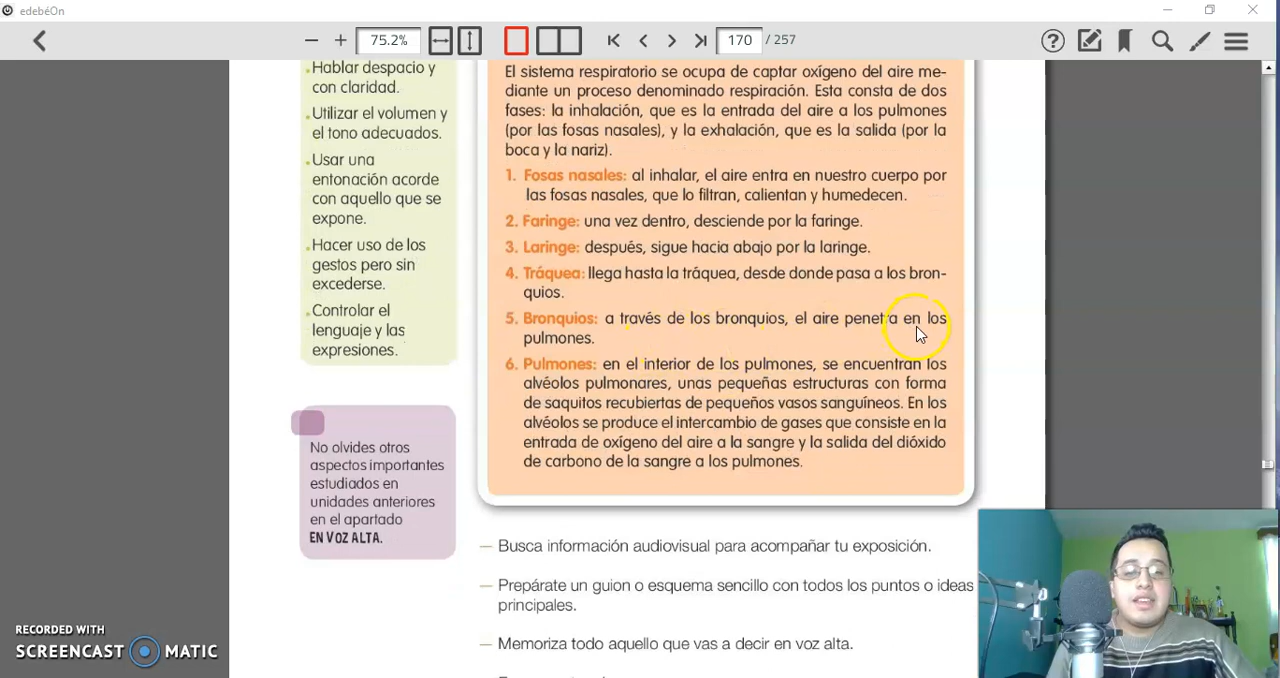 edebéOn
75.2%
170 / 257
Hablar despacio y
con claridad.
Utilizar el volumen y
el tono adecuados.
Usar una
entonación acorde
con aquello que se
expone.
Hacer uso de los
gestos pero sin
excederse.
Controlar el
lenguaje y las
expresiones.
No olvides otros
aspectos importantes
estudiados en
unidades anteriores
en el apartado
EN VOZ ALTA.
El sistema respiratorio se ocupa de captar oxígeno del aire me-
diante un proceso denominado respiración. Esta consta de dos
fases: la inhalación, que es la entrada del aire a los pulmones
(por las fosas nasales), y la exhalación, que es la salida (por la
boca y la nariz).
1. Fosas nasales: al inhalar, el aire entra en nuestro cuerpo por
las fosas nasales, que lo filtran, calientan y humedecen.
2. Faringe: una vez dentro, desciende por la faringe.
3. Laringe: después, sigue hacia abajo por la laringe.
4. Tráquea: llega hasta la tráquea, desde donde pasa a los bron-
quios.
5. Bronquios: a través de los bronquios, el aire penetra en los
pulmones.
6. Pulmones: en el interior de los pulmones, se encuentran los
alvéolos pulmonares, unas pequeñas estructuras con forma
de saquitos recubiertas de pequeños vasos sanguíneos. En los
alvéolos se produce el intercambio de gases que consiste en la
entrada de oxígeno del aire a la sangre y la salida del dióxido
de carbono de la sangre a los pulmones.
— Busca información audiovisual para acompañar tu exposición.
— Prepárate un guion o esquema sencillo con todos los puntos o ideas
principales.
— Memoriza todo aquello que vas a decir en voz alta.
RECORDED WITH
SCREENCAST MATIC